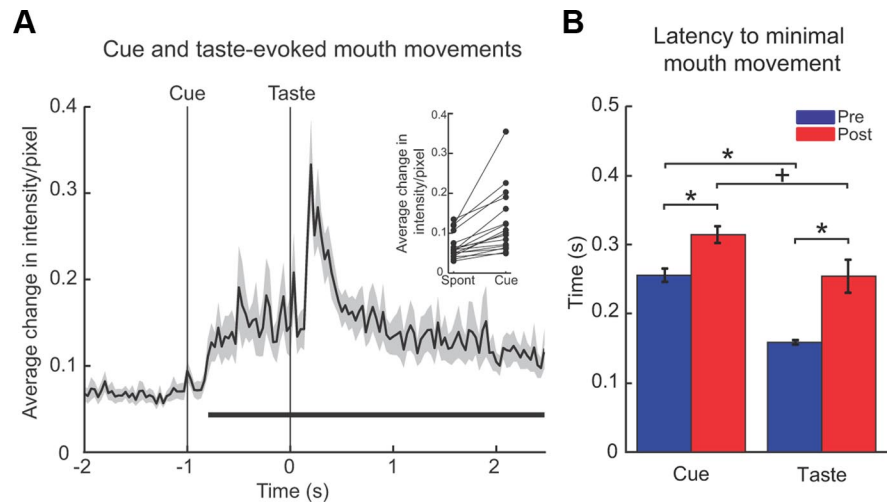 A
Cue and taste-evoked mouth movements
Cue
Taste
Average change in intensity/pixel
0.4
0.3
0.2
0.1
0
-2
-1
0
1
2
Time (s)
Average change in
intensity/pixel
0.4
0.3
0.2
0.1
0
Spont
Cue
B
Latency to minimal
mouth movement
Pre
Post
Time (s)
0.5
0.4
0.3
0.2
0.1
0
*
+
*
*
Cue
Taste